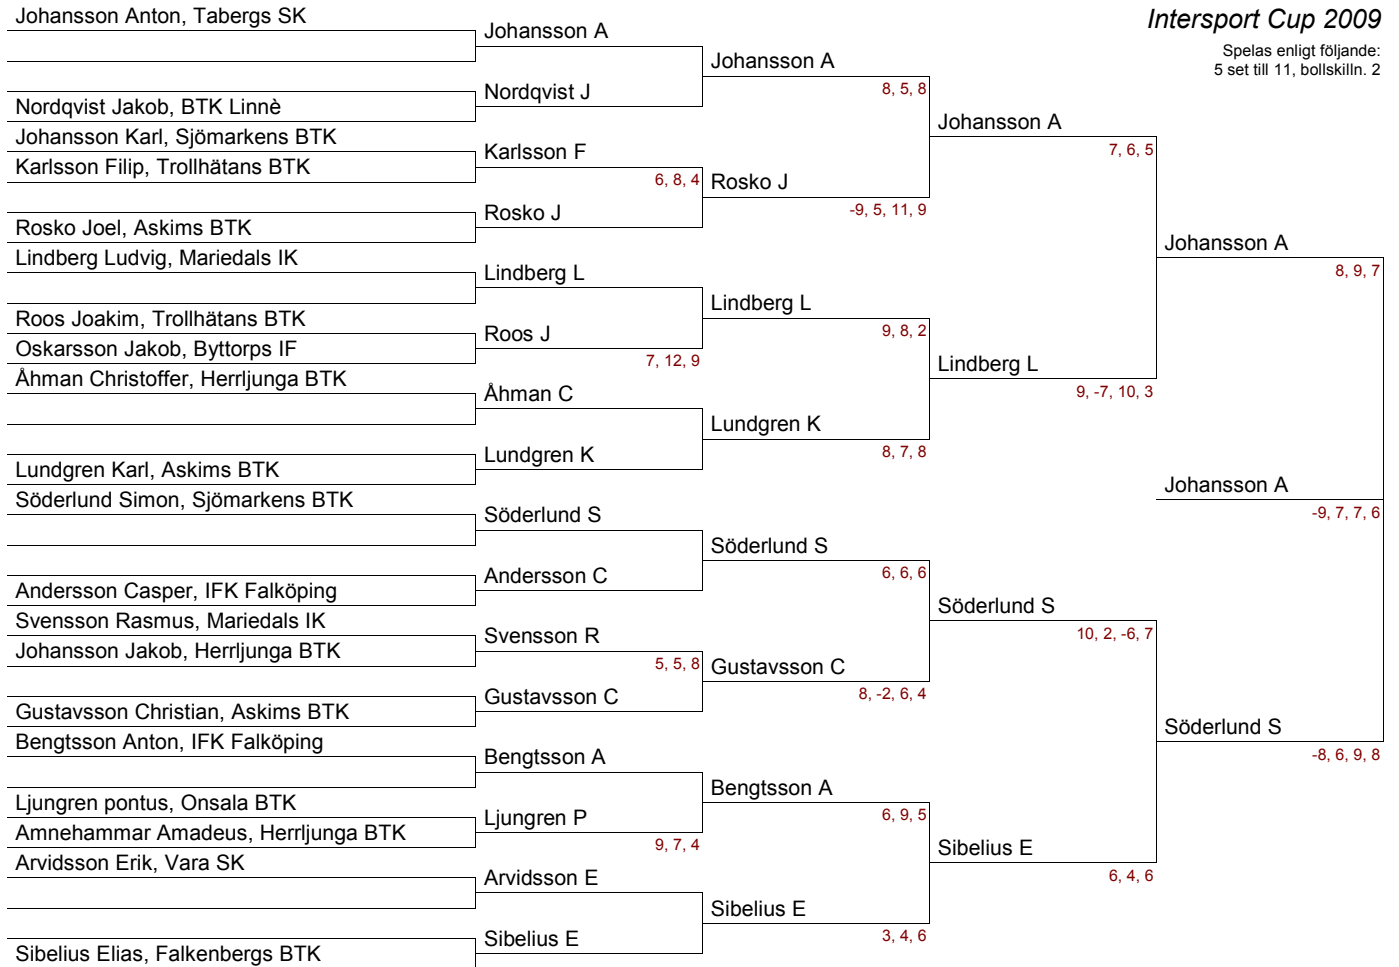 Intersport Cup 2009
Spelas enligt följande:
5 set till 11, bollskilln. 2
Johansson Anton, Tabergs SK
Nordqvist Jakob, BTK Linnè
Johansson Karl, Sjömarkens BTK
Karlsson Filip, Trollhätans BTK
Rosko Joel, Askims BTK
Lindberg Ludvig, Mariedals IK
Roos Joakim, Trollhätans BTK
Oskarsson Jakob, Byttorps IF
Åhman Christoffer, Herrljunga BTK
Lundgren Karl, Askims BTK
Söderlund Simon, Sjömarkens BTK
Andersson Casper, IFK Falköping
Svensson Rasmus, Mariedals IK
Johansson Jakob, Herrljunga BTK
Gustavsson Christian, Askims BTK
Bengtsson Anton, IFK Falköping
Ljungren pontus, Onsala BTK
Amnehammar Amadeus, Herrljunga BTK
Arvidsson Erik, Vara SK
Sibelius Elias, Falkenbergs BTK
Johansson A
Nordqvist J
Karlsson F
6, 8, 4
Rosko J
Lindberg L
Roos J
7, 12, 9
Åhman C
Lundgren K
Söderlund S
Andersson C
Svensson R
5, 5, 8
Gustavsson C
Bengtsson A
Ljungren P
9, 7, 4
Arvidsson E
Sibelius E
Johansson A
8, 5, 8
Rosko J
-9, 5, 11, 9
Lindberg L
9, 8, 2
Lundgren K
8, 7, 8
Söderlund S
6, 6, 6
Gustavsson C
8, -2, 6, 4
Bengtsson A
6, 9, 5
Sibelius E
3, 4, 6
Johansson A
7, 6, 5
Lindberg L
9, -7, 10, 3
Söderlund S
10, 2, -6, 7
Sibelius E
6, 4, 6
Johansson A
8, 9, 7
Johansson A
-9, 7, 7, 6
Söderlund S
-8, 6, 9, 8